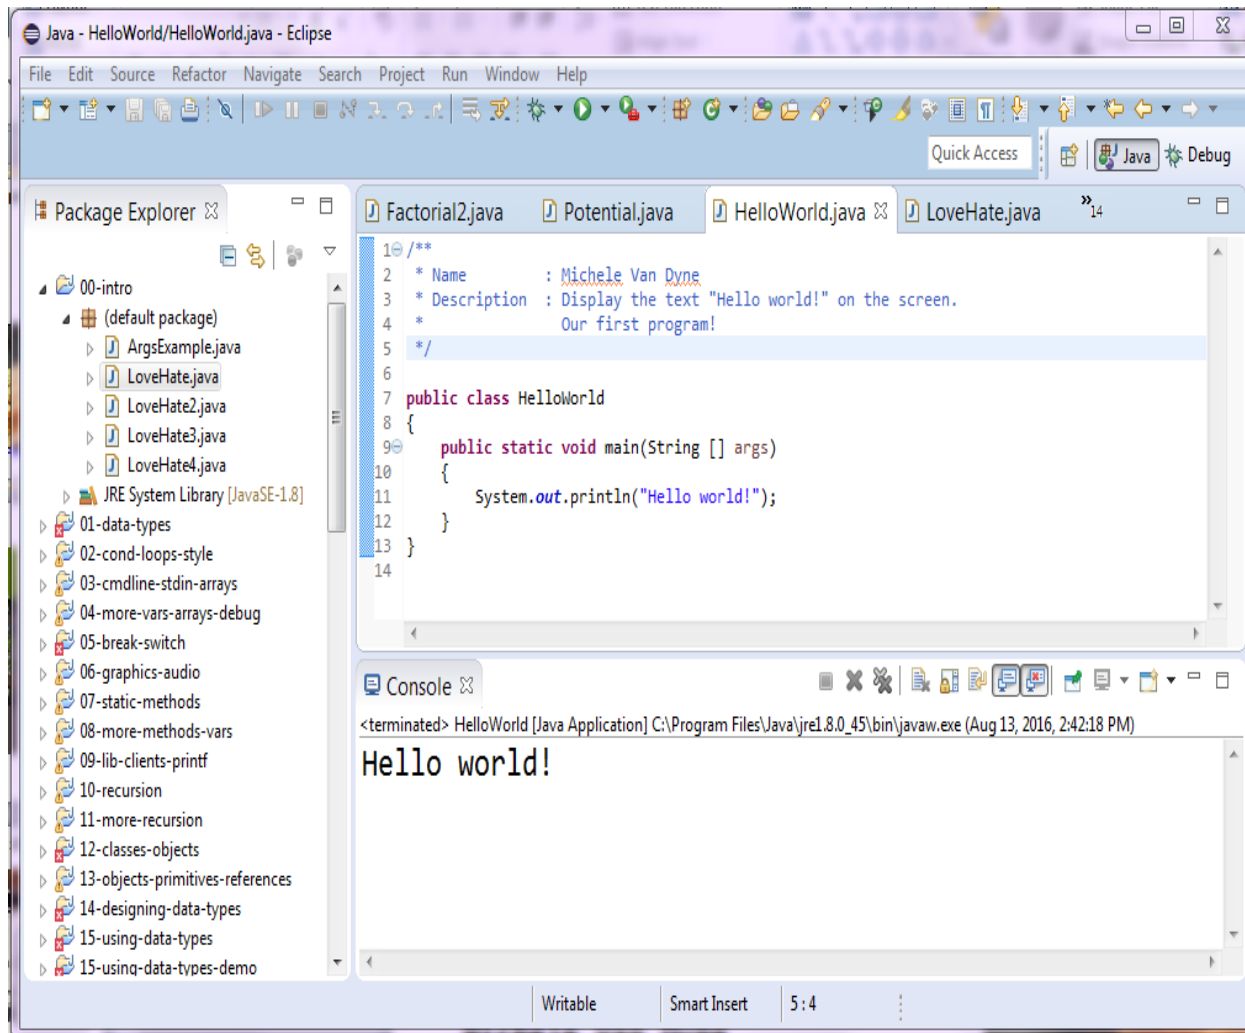 Java - HelloWorld/HelloWorld.java - Eclipse
File Edit Source Refactor Navigate Search Project Run Window Help
Quick Access Java Debug
Package Explorer
00-intro
(default package)
ArgsExample.java
LoveHate.java
LoveHate2.java
LoveHate3.java
LoveHate4.java
JRE System Library [JavaSE-1.8]
01-data-types
02-cond-loops-style
03-cmdline-stdin-arrays
04-more-vars-arrays-debug
05-break-switch
06-graphics-audio
07-static-methods
08-more-methods-vars
09-lib-clients-printf
10-recursion
11-more-recursion
12-classes-objects
13-objects-primitives-references
14-designing-data-types
15-using-data-types
15-using-data-types-demo
Factorial2.java Potential.java HelloWorld.java LoveHate.java »14
1 /**
2 * Name : Michele Van Dyne
3 * Description : Display the text "Hello world!" on the screen.
4 * Our first program!
5 */
6
7 public class HelloWorld
8 {
9 public static void main(String [] args)
10 {
11 System.out.println("Hello world!");
12 }
13 }
14
Console
<terminated> HelloWorld [Java Application] C:\Program Files\Java\jre1.8.0_45\bin\javaw.exe (Aug 13, 2016, 2:42:18 PM)
Hello world!
Writable Smart Insert 5 : 4